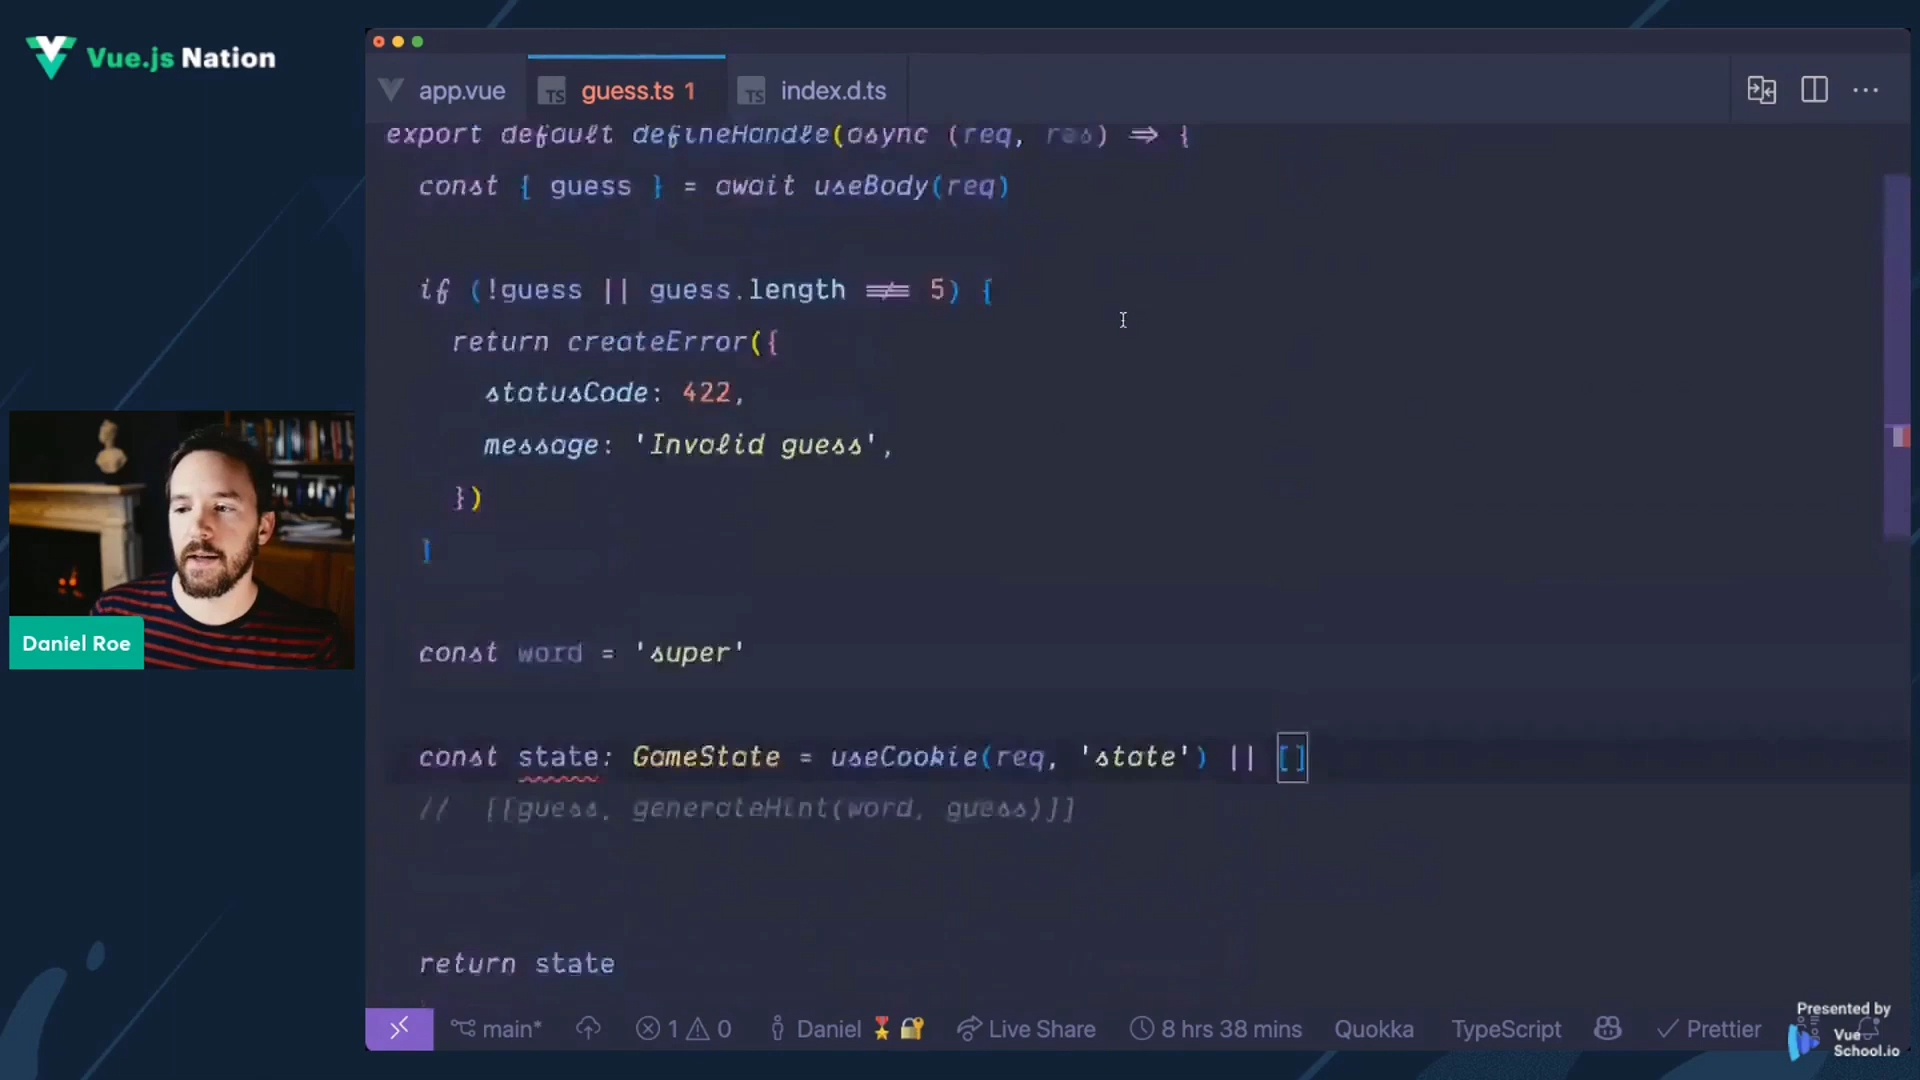 Vue.js Nation
app.vue
guess.ts 1
index.d.ts
export default defineHandle(async (req, res) => {
const { guess } = await useBody(req)
if (!guess || guess.length !== 5) {
return createError({
statusCode: 422,
message: 'Invalid guess',
})
}
const word = 'super'
const state: GameState = useCookie(req, 'state') || []
// [[guess, generateHint(word, guess)]]
return state
Daniel Roe
main*
1
0
Daniel
Live Share
8 hrs 38 mins
Quokka
TypeScript
Prettier
Presented by
Vue
School.io